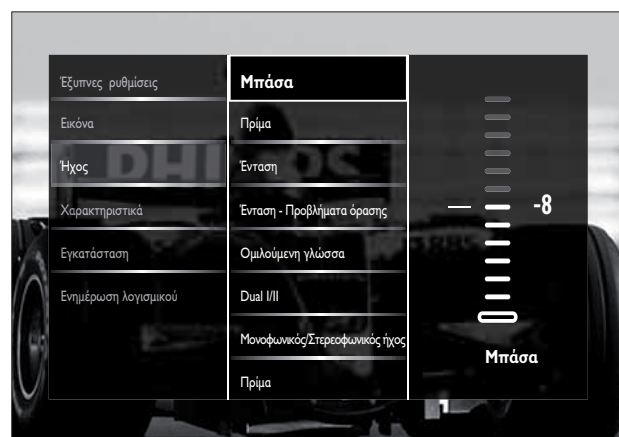 Έξυπνες ρυθμίσεις
Εικόνα
Ήχος
Χαρακτηριστικά
Εγκατάσταση
Ενημέρωση λογισμικού
Μπάσα
Πρίμα
Ένταση
Ένταση - Προβλήματα όρασης
Ομιλούμενη γλώσσα
Dual I/II
Μονοφωνικός/Στερεοφωνικός ήχος
Πρίμα
-8
Μπάσα